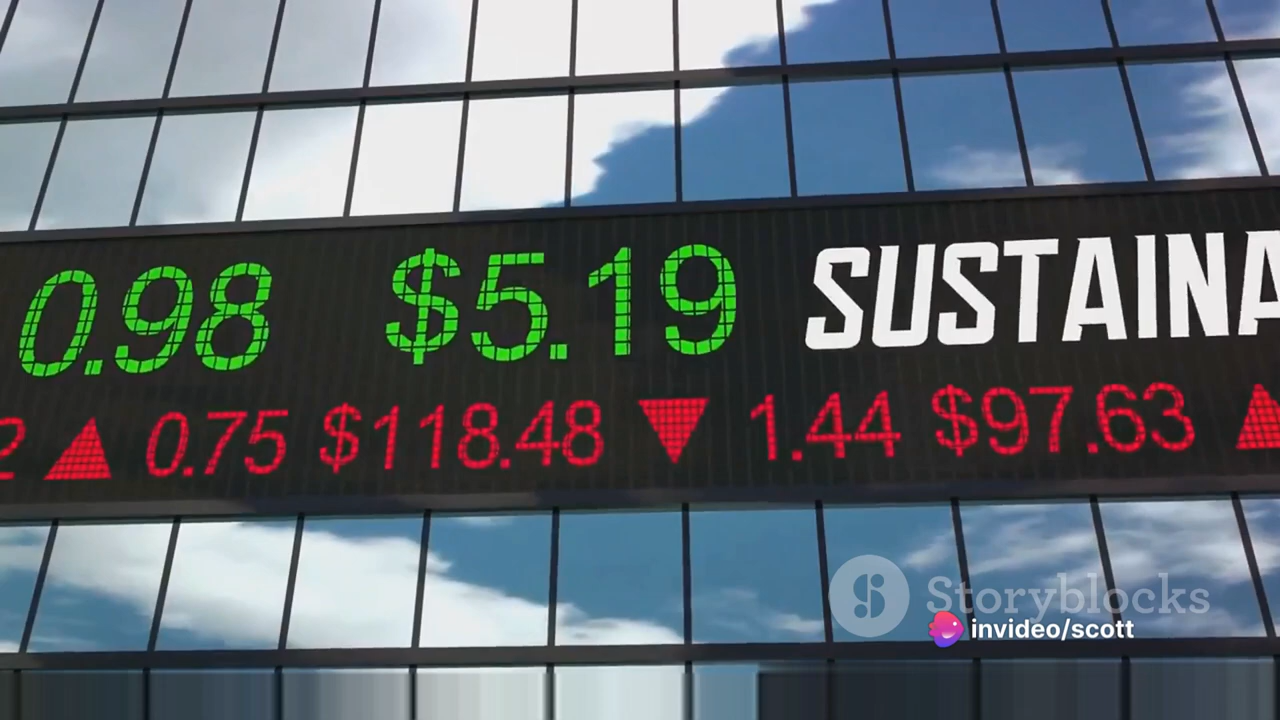 0.98 $5.19 SUSTAINA
2 ▲ 0.75 $118.48 ▼ 1.44 $97.63 ▲
Storyblocks
invideo/scott